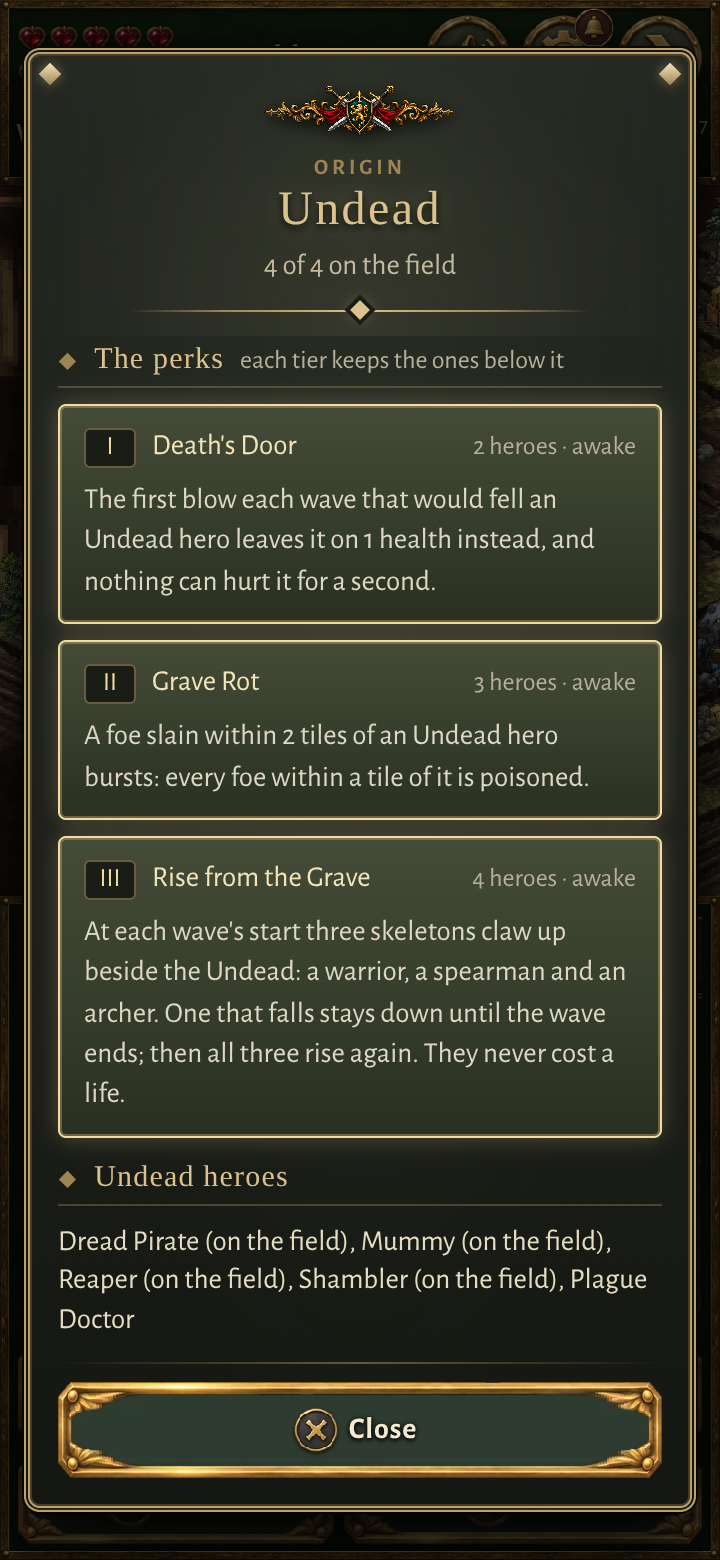 ORIGIN
Undead
4 of 4 on the field
The perks each tier keeps the ones below it
I Death's Door 2 heroes · awake
The first blow each wave that would fell an
Undead hero leaves it on 1 health instead, and
nothing can hurt it for a second.
II Grave Rot 3 heroes · awake
A foe slain within 2 tiles of an Undead hero
bursts: every foe within a tile of it is poisoned.
III Rise from the Grave 4 heroes · awake
At each wave's start three skeletons claw up
beside the Undead: a warrior, a spearman and an
archer. One that falls stays down until the wave
ends; then all three rise again. They never cost a
life.
Undead heroes
Dread Pirate (on the field), Mummy (on the field),
Reaper (on the field), Shambler (on the field), Plague
Doctor
Close